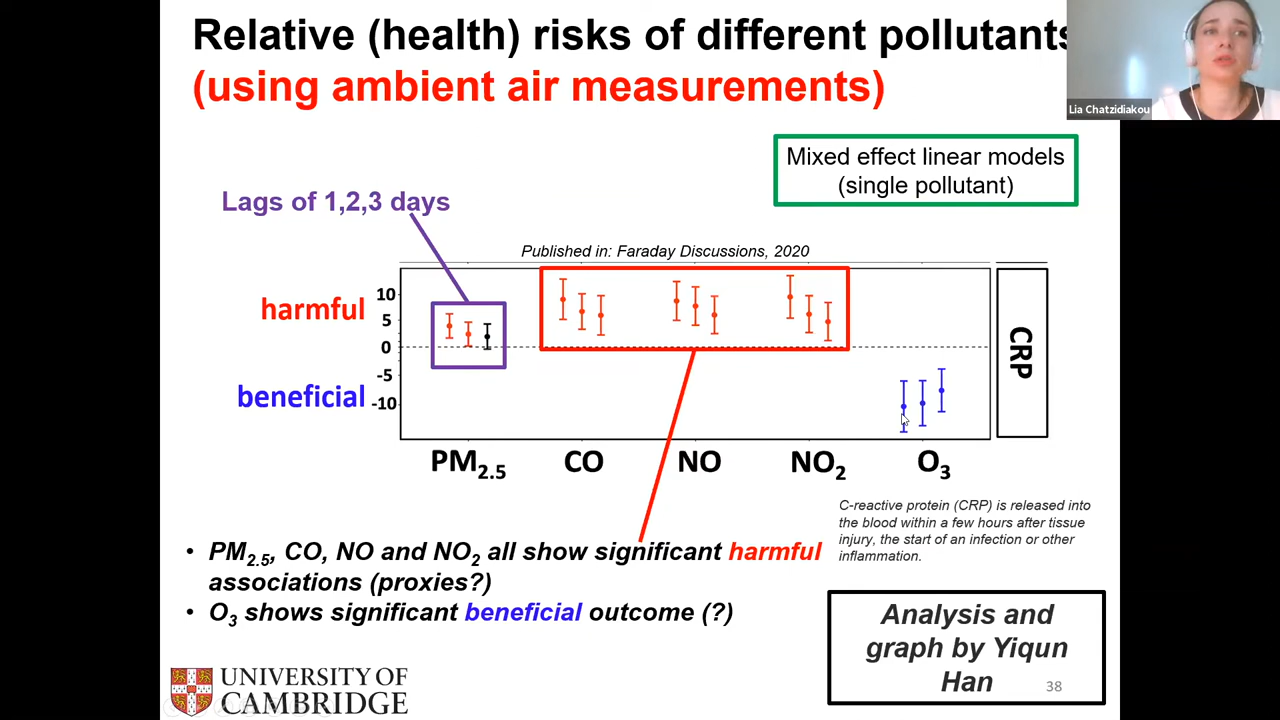 Relative (health) risks of different pollutants
(using ambient air measurements)
Lia Chatzidiakou
Mixed effect linear models
(single pollutant)
Lags of 1,2,3 days
Published in: Faraday Discussions, 2020
harmful
beneficial
10
5
0
-5
-10
CRP
PM2.5 CO NO NO2 O3
C-reactive protein (CRP) is released into
the blood within a few hours after tissue
injury, the start of an infection or other
inflammation.
• PM2.5, CO, NO and NO2 all show significant harmful
associations (proxies?)
• O3 shows significant beneficial outcome (?)
Analysis and
graph by Yiqun
Han
38
UNIVERSITY OF
CAMBRIDGE